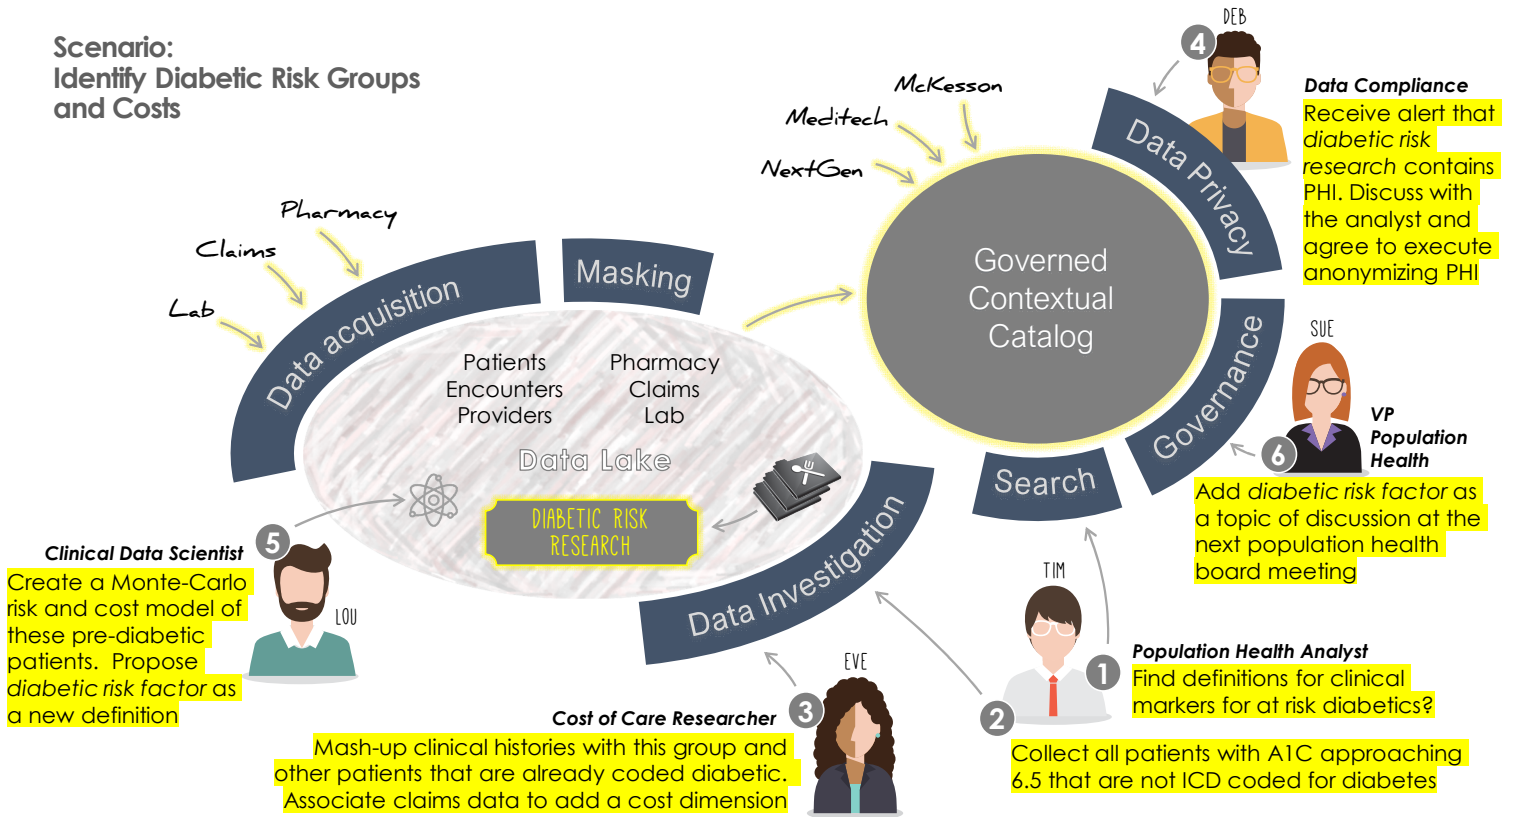 Scenario:
Identify Diabetic Risk Groups
and Costs
Pharmacy
Claims
Lab
Data acquisition
Masking
Patients
Encounters
Providers
Pharmacy
Claims
Lab
Data Lake
DIABETIC RISK
RESEARCH
Data Investigation
McKesson
Meditech
NextGen
Governed
Contextual
Catalog
Data Privacy
Governance
Search
DEB
4
Data Compliance
Receive alert that
diabetic risk
research contains
PHI. Discuss with
the analyst and
agree to execute
anonymizing PHI
SUE
VP
Population
Health
6
Add diabetic risk factor as
a topic of discussion at the
next population health
board meeting
TIM
1
Population Health Analyst
Find definitions for clinical
markers for at risk diabetics?
2
Collect all patients with A1C approaching
6.5 that are not ICD coded for diabetes
EVE
3
Cost of Care Researcher
Mash-up clinical histories with this group and
other patients that are already coded diabetic.
Associate claims data to add a cost dimension
5
Clinical Data Scientist
LOU
Create a Monte-Carlo
risk and cost model of
these pre-diabetic
patients.  Propose
diabetic risk factor as
a new definition